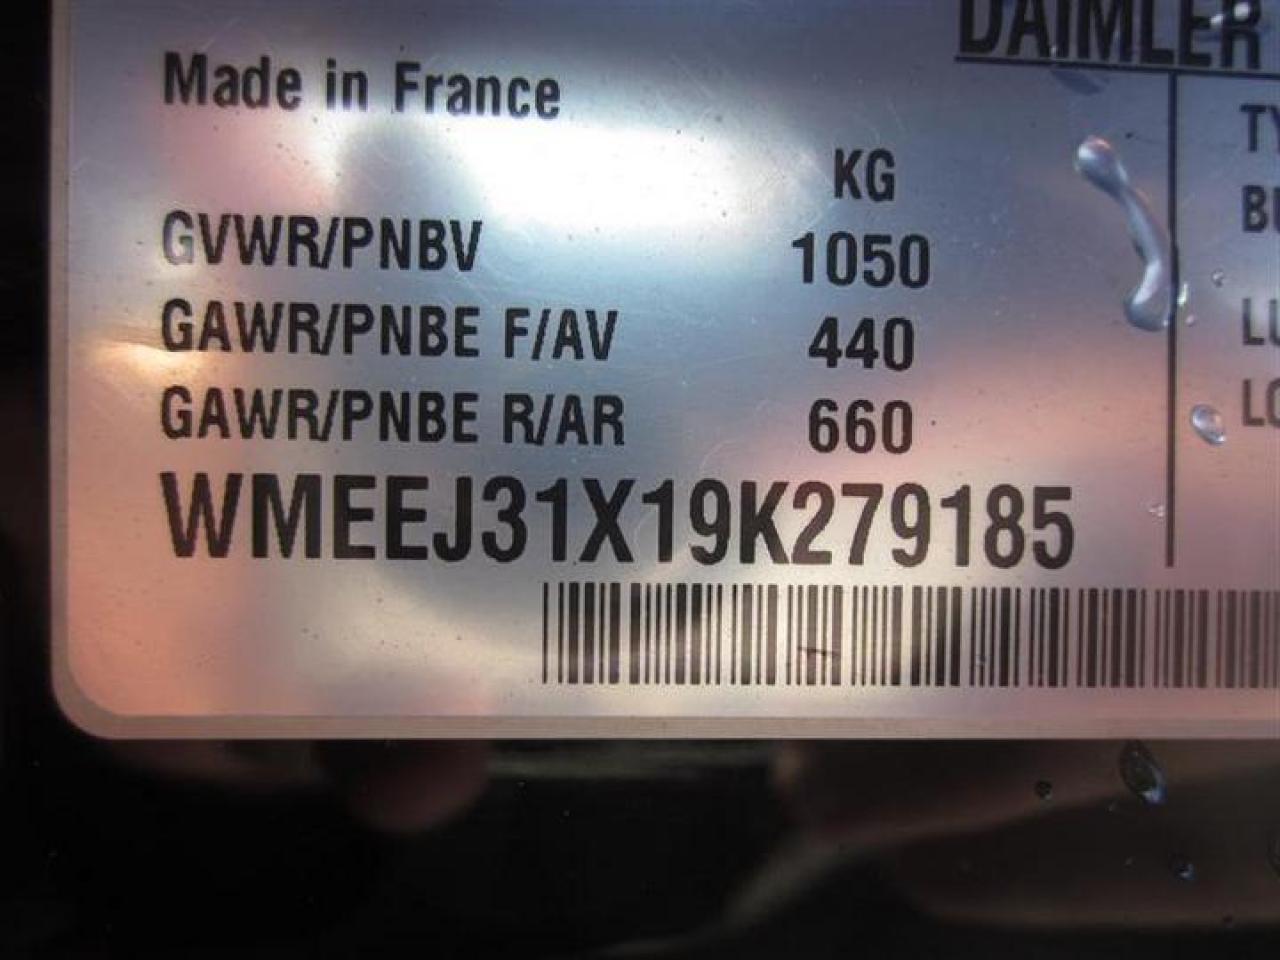 DAIMLER
Made in France
KG
GVWR/PNBV 1050
GAWR/PNBE F/AV 440
GAWR/PNBE R/AR 660
WMEEJ31X19K279185